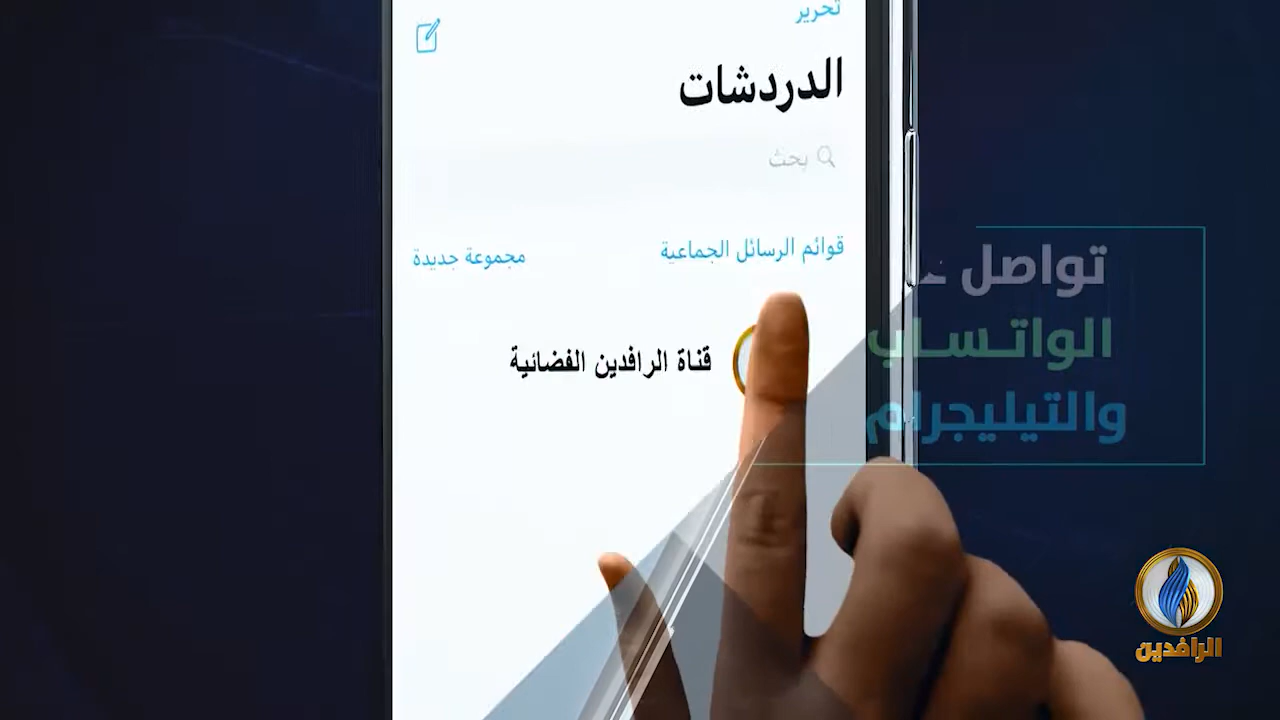 تحرير
الدردشات
بحث
قوائم الرسائل الجماعية
مجموعة جديدة
قناة الرافدين الفضائية
تواصل
الواتساب
والتيليجرام
الرافدين